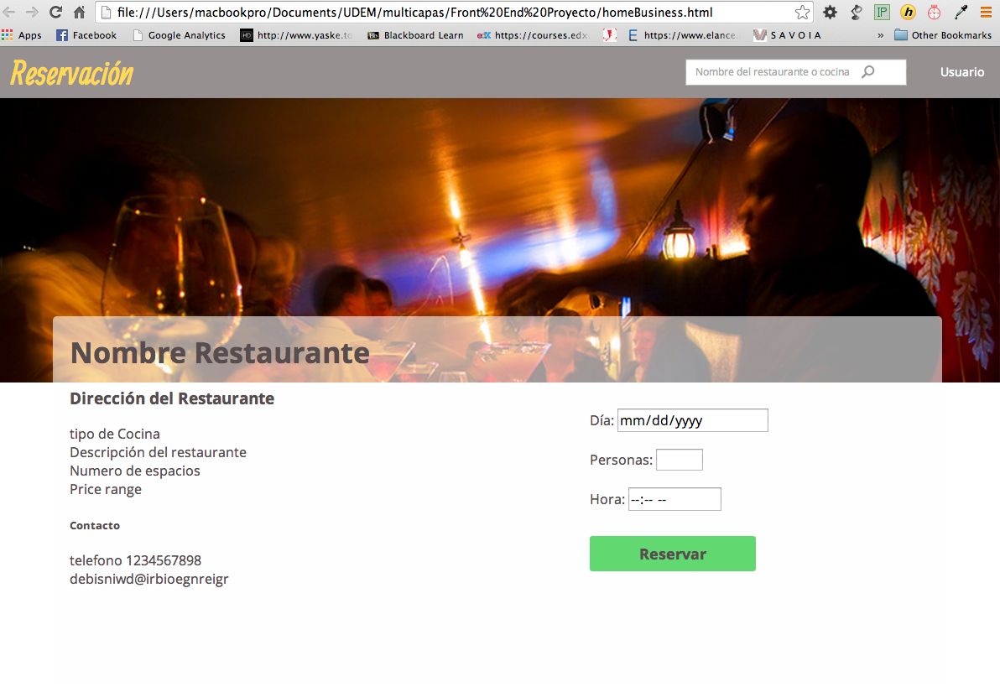 file:///Users/macbookpro/Documents/UDEM/multicapas/Front%20End%20Proyecto/homeBusiness.html
Apps Facebook Google Analytics http://www.yaske.to Blackboard Learn edX https://courses.edx https://www.elance. S A V O I A » Other Bookmarks
Reservación
Nombre del restaurante o cocina
Usuario
Nombre Restaurante
Dirección del Restaurante
tipo de Cocina
Descripción del restaurante
Numero de espacios
Price range
Contacto
telefono 1234567898
debisniwd@irbioegnreigr
Día: mm/dd/yyyy
Personas:
Hora: --:-- --
Reservar